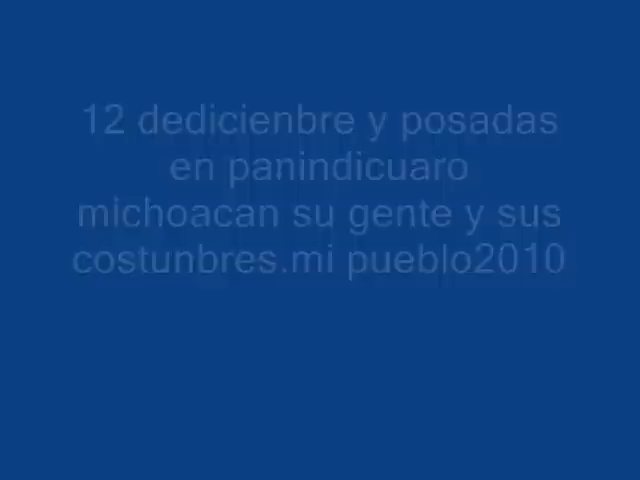 12 dedicienbre y posadas
en panindicuaro
michoacan su gente y sus
costunbres.mi pueblo2010